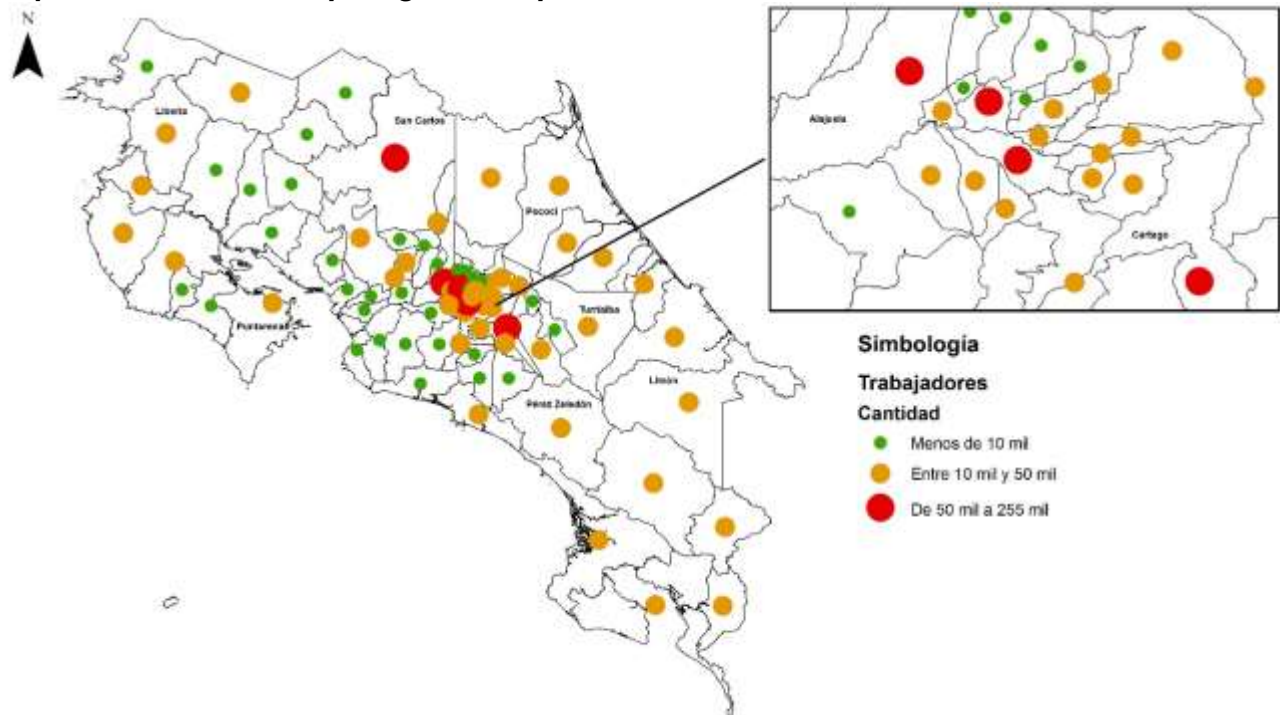 N
Liberia
San Carlos
Pococí
Turrialba
Puntarenas
Limón
Pérez Zeledón
Alajuela
Cartago
Simbología
Trabajadores
Cantidad
Menos de 10 mil
Entre 10 mil y 50 mil
De 50 mil a 255 mil